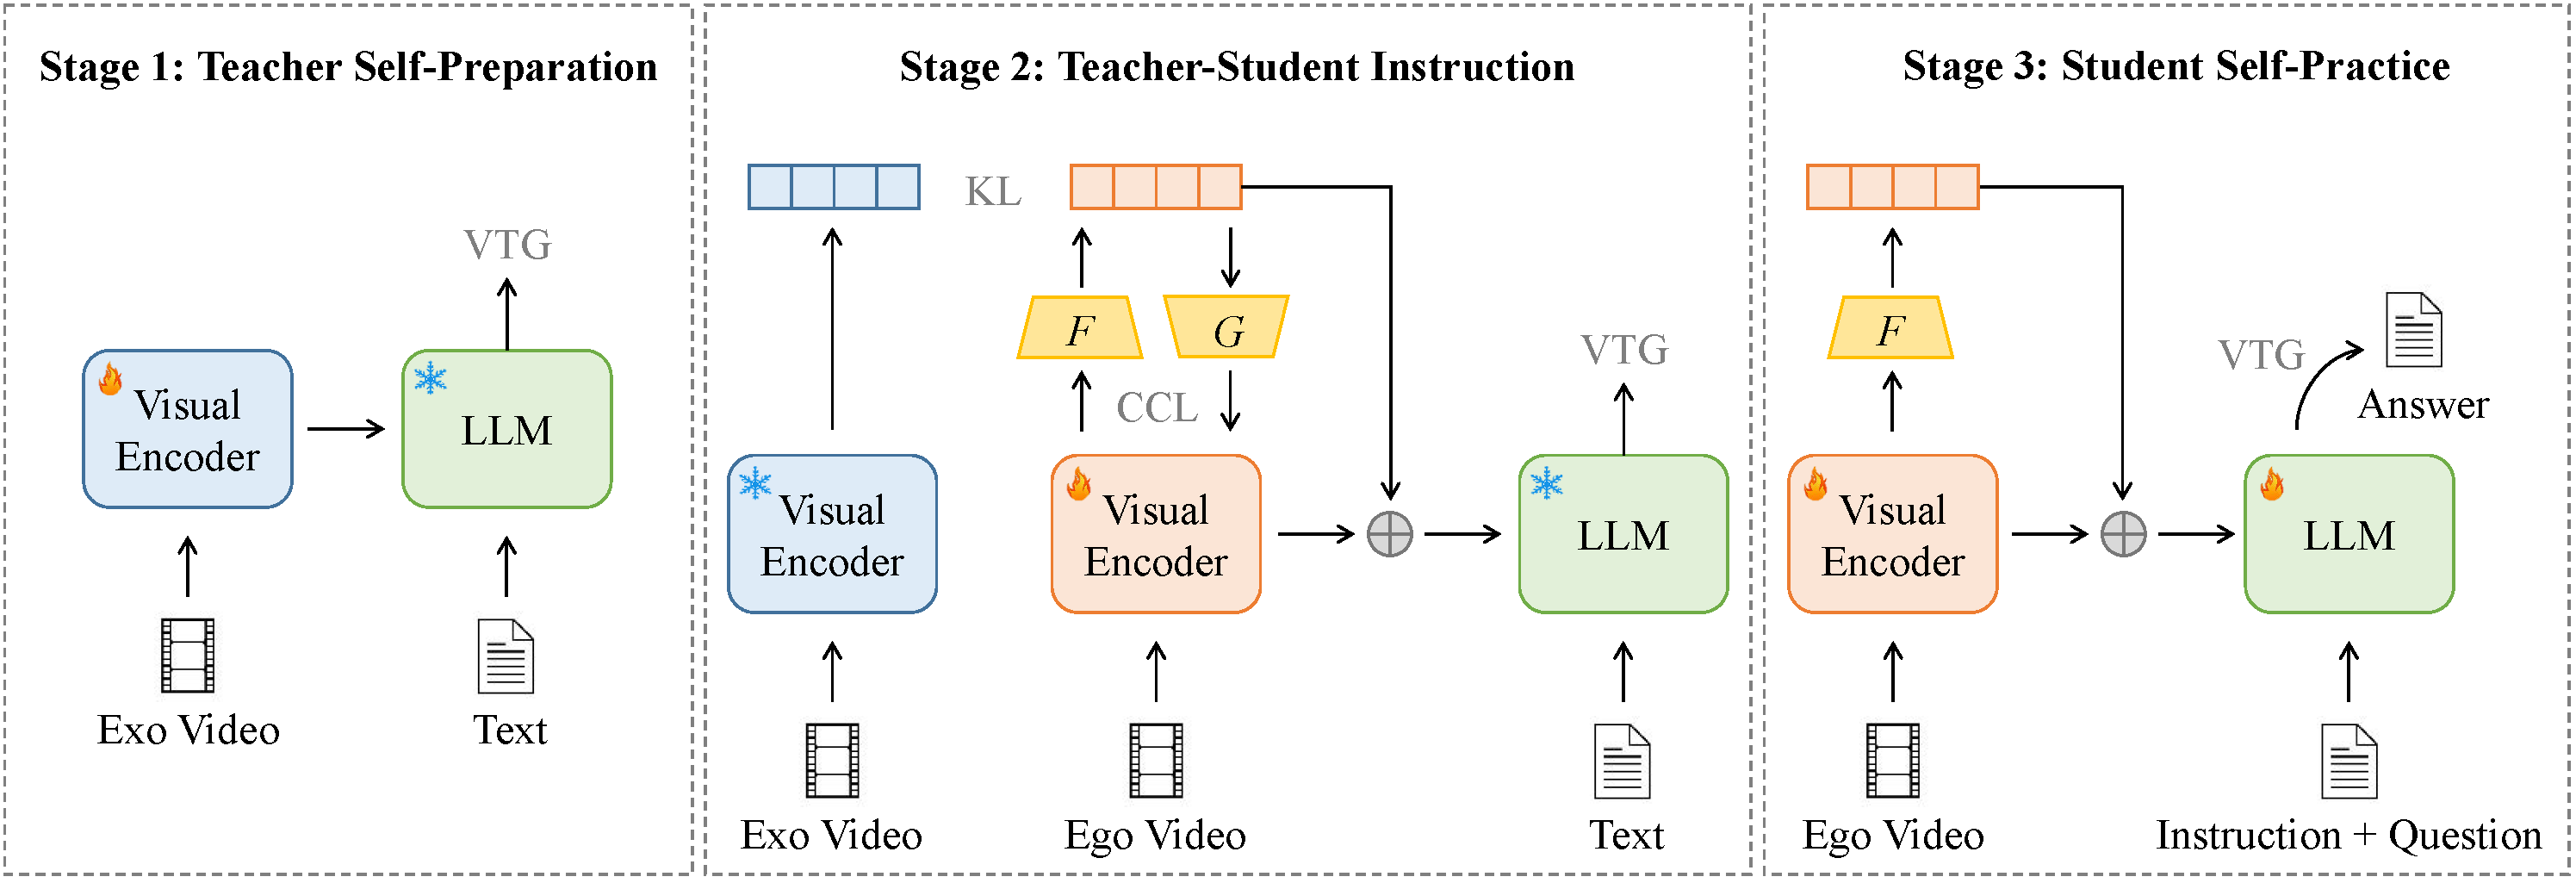 Stage 1: Teacher Self-Preparation
VTG
Visual
Encoder
LLM
Exo Video
Text
Stage 2: Teacher-Student Instruction
KL
F
G
CCL
VTG
Visual
Encoder
Visual
Encoder
LLM
Exo Video
Ego Video
Text
Stage 3: Student Self-Practice
F
VTG
Answer
Visual
Encoder
LLM
Ego Video
Instruction + Question